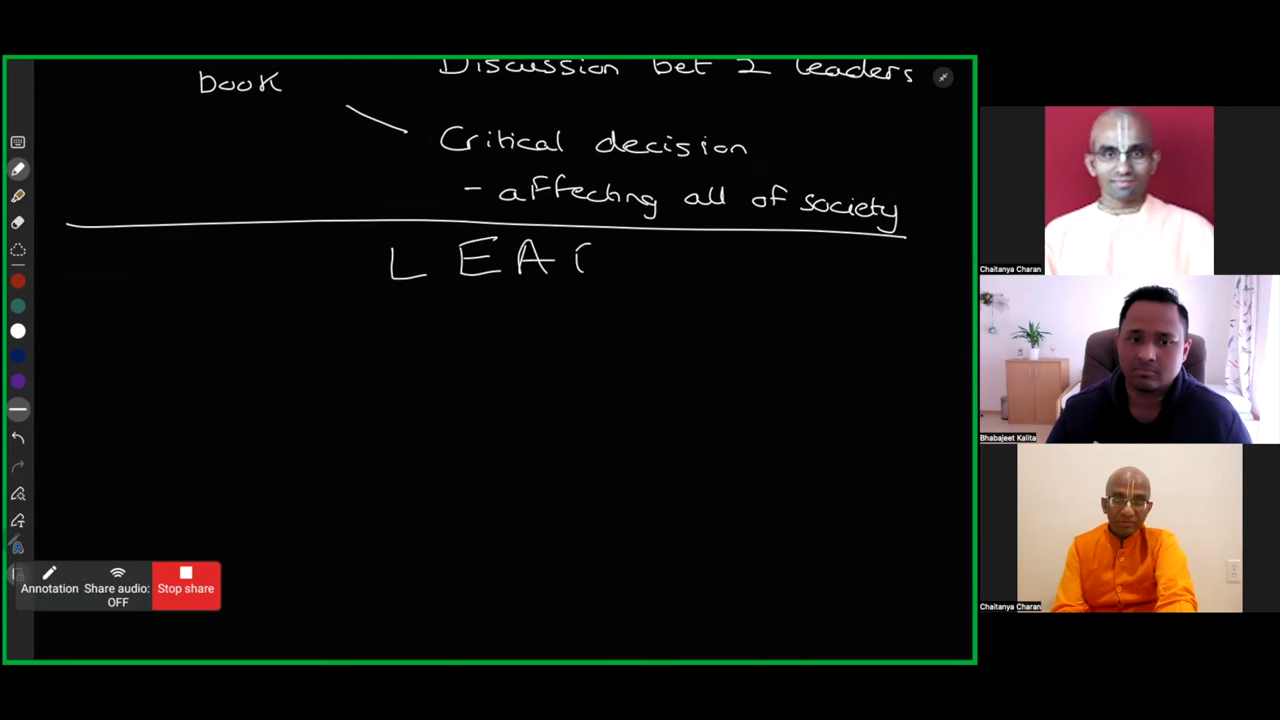 Discussion bet 2 leaders
book
Critical decision
- affecting all of society
L E A
Chaitanya Charan
Bhabajeet Kalita
Chaitanya Charan
Annotation Share audio: OFF Stop share